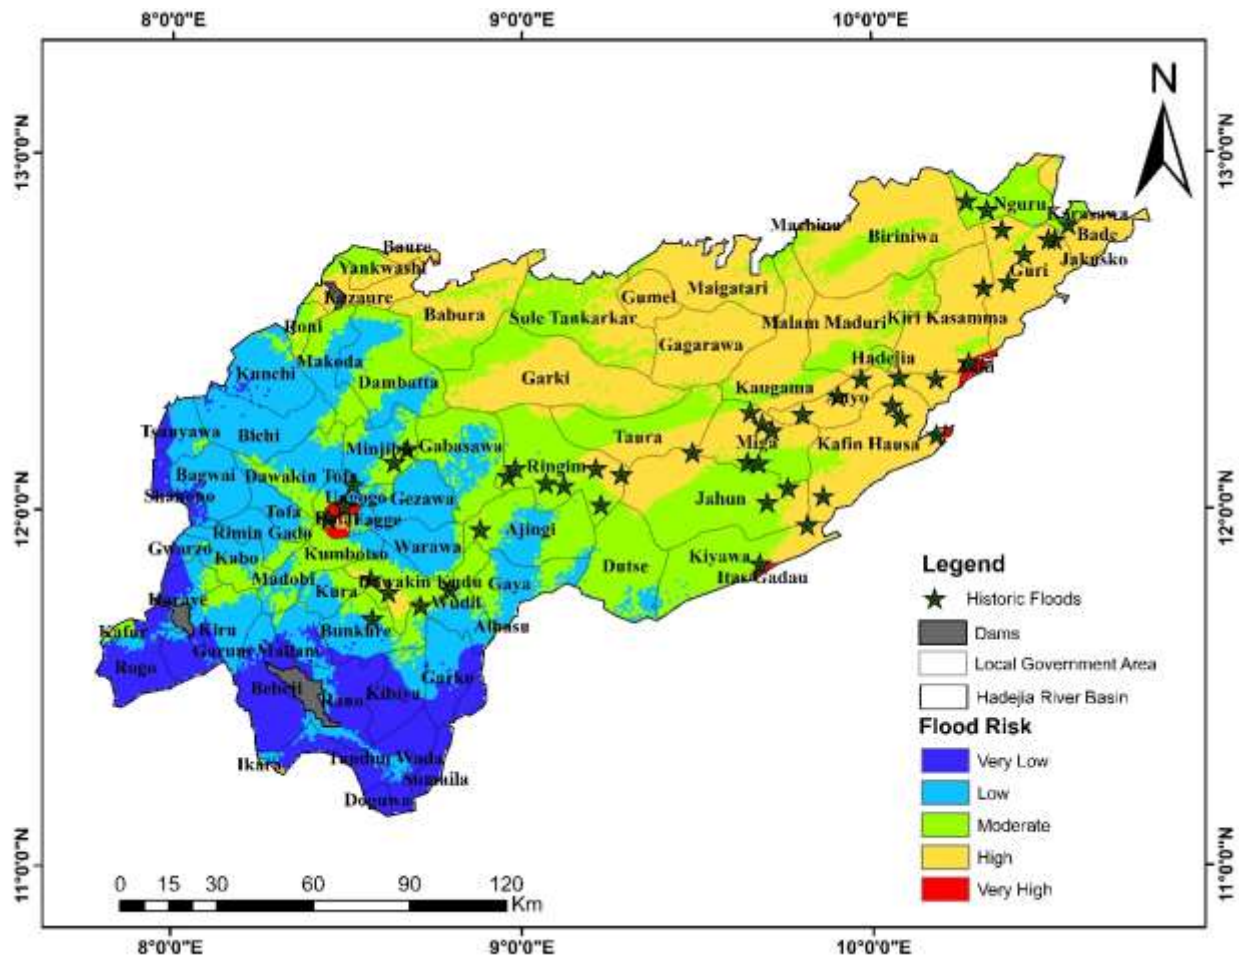 8°0'0"E 9°0'0"E 10°0'0"E
N
13°0'0"N 13°0'0"N
Nguru
Karasawa
Machina
Bade
Biriniwa
Baure
Jakusko
Yankwashi
Guri
Maigatari
Kazaure
Gumel
Babura
Sule Tankarkar
Malam Maduri
Kiri Kasamma
Roni
Gagarawa
Makoda
Hadejia
Kunchi
Dambatta
Garki
Kaugama
Tsanyawa
Bichi
Taura
Miga
Kafin Hausa
Minjibir
Gabasawa
Bagwai
Dawakin Tofa
Ringim
Shanono
Ungogo
Gezawa
Jahun
12°0'0"N 12°0'0"N
Tofa
Fagge
Rimin Gado
Ajingi
Gwarzo
Kumbotso
Warawa
Kabo
Kiyawa
Legend
Dutse
Itas Gadau
Madobi
Dawakin Kudu
Gaya
Kura
Historic Floods
Karaye
Wudil
Kafur
Kiru
Bunkure
Albasu
Dams
Rogo
Garun Mallam
Local Government Area
Garko
Bebeji
Rano
Kibiya
Hadejia River Basin
Flood Risk
Ikara
Tundun Wada
Very Low
Sumaila
Doguwa
Low
Moderate
11°0'0"N 11°0'0"N
High
0 15 30 60 90 120
Very High
Km
8°0'0"E 9°0'0"E 10°0'0"E